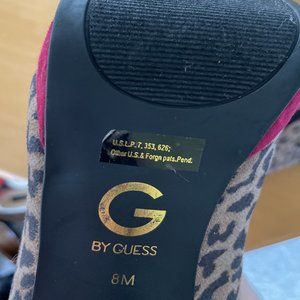 U.S.L.P. 7, 353, 626;
Other U.S. & Forgn pats. Pend.
G
BY GUESS
8M